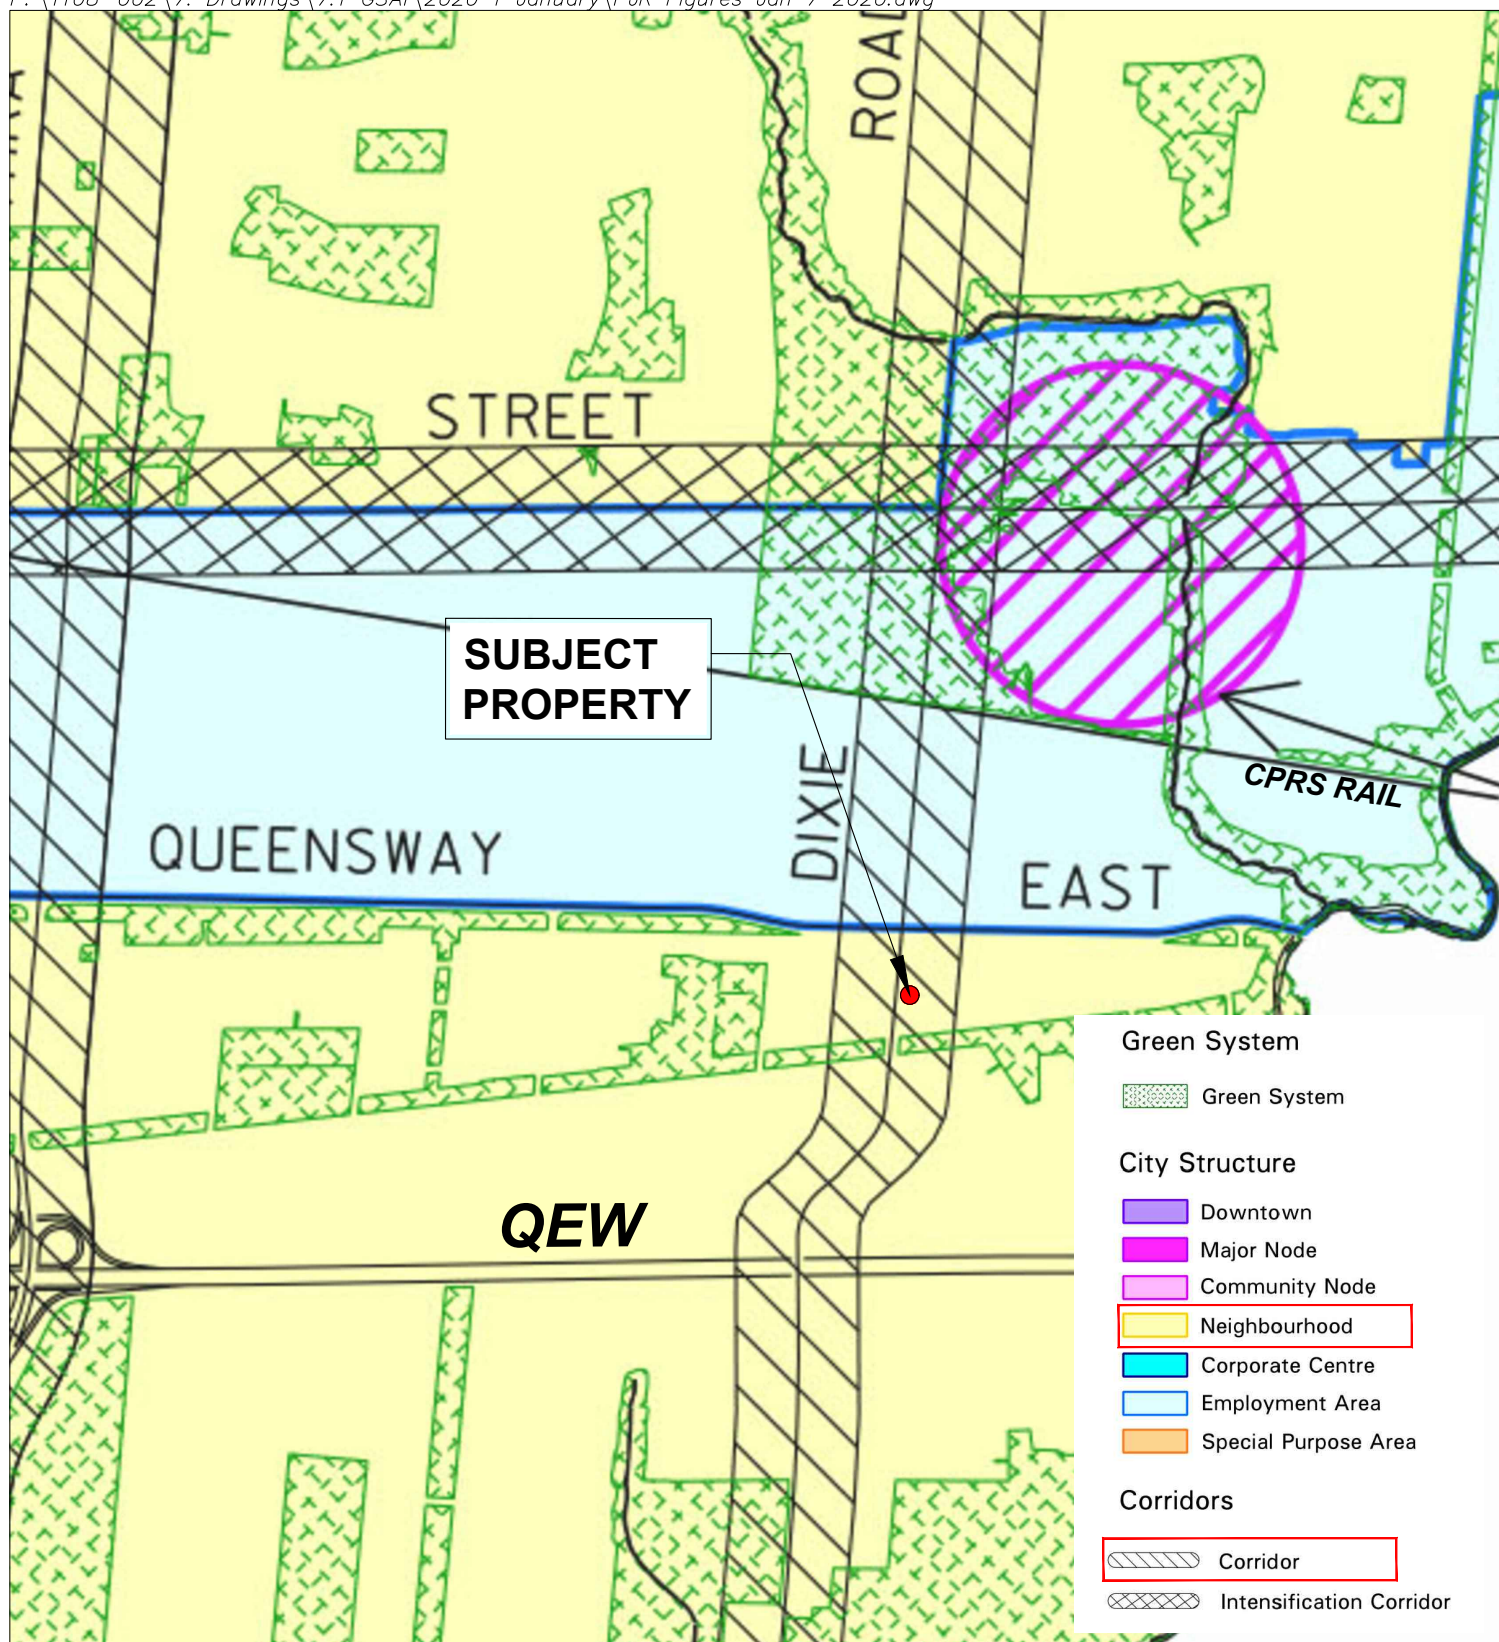 ROAD
STREET
SUBJECT
PROPERTY
DIXIE
CPRS RAIL
QUEENSWAY
EAST
QEW
Green System
Green System
City Structure
Downtown
Major Node
Community Node
Neighbourhood
Corporate Centre
Employment Area
Special Purpose Area
Corridors
Corridor
Intensification Corridor